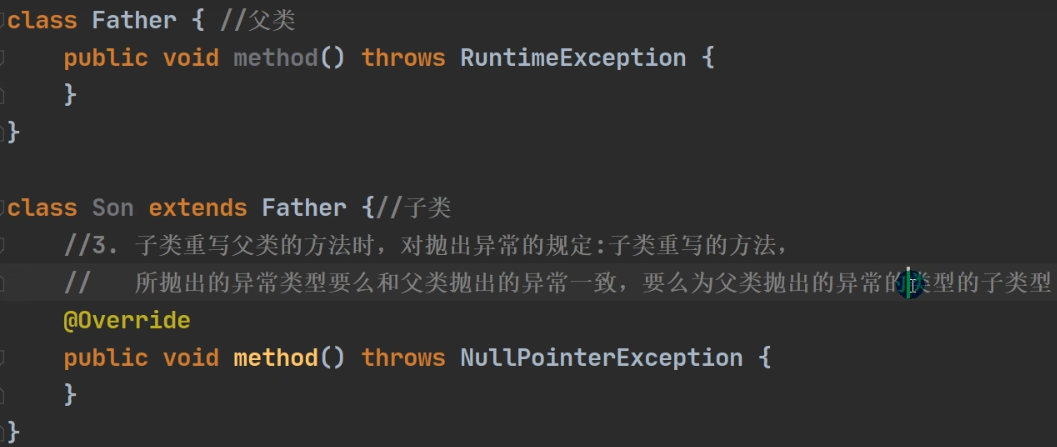 class Father { //父类
public void method() throws RuntimeException {
}
}
class Son extends Father {//子类
//3. 子类重写父类的方法时，对抛出异常的规定:子类重写的方法，
//   所抛出的异常类型要么和父类抛出的异常一致，要么为父类抛出的异常的类型的子类型
@Override
public void method() throws NullPointerException {
}
}